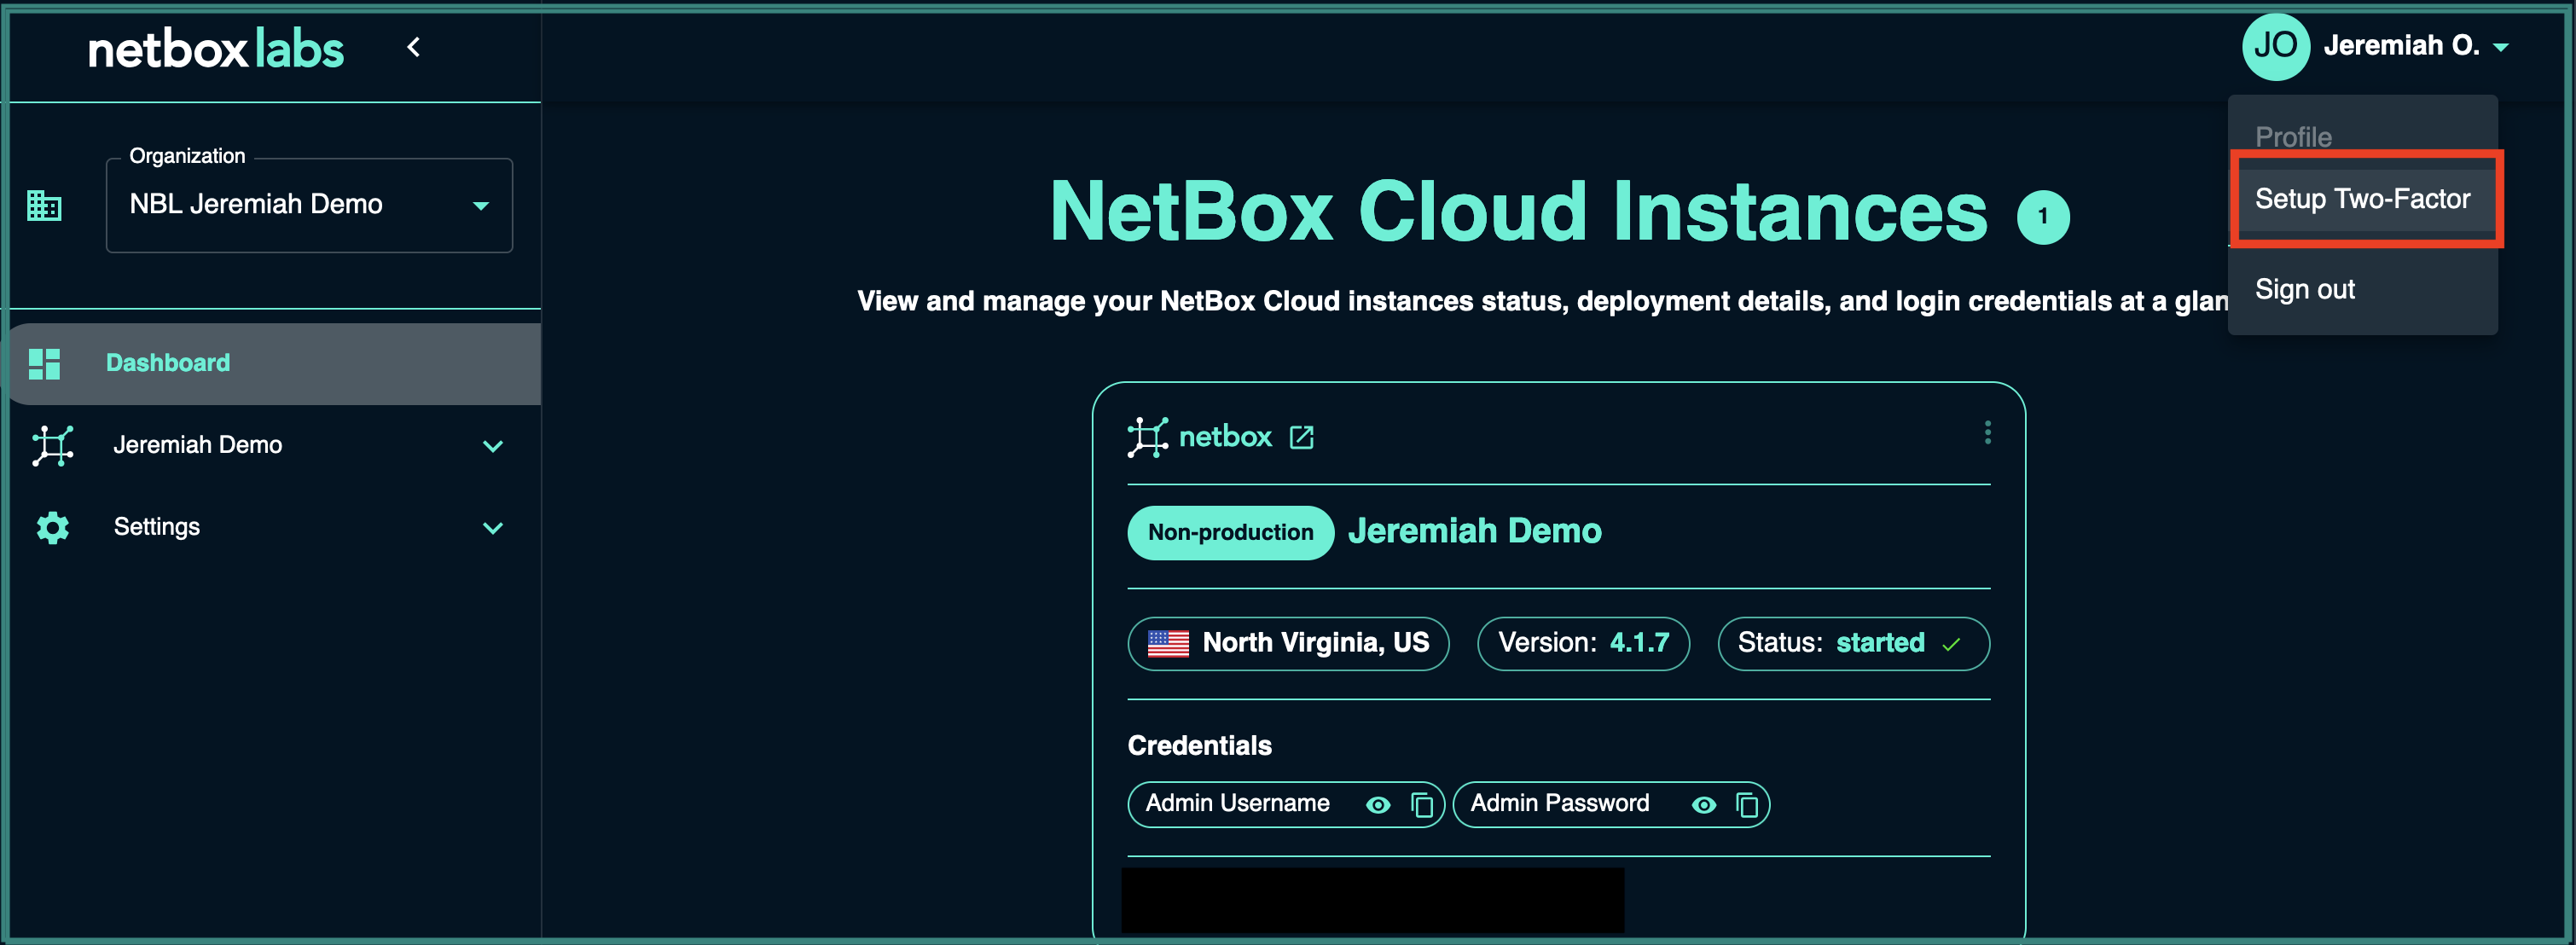 netboxlabs
JO Jeremiah O.
Organization
NBL Jeremiah Demo
Dashboard
Jeremiah Demo
Settings
Profile
Setup Two-Factor
Sign out
NetBox Cloud Instances 1
View and manage your NetBox Cloud instances status, deployment details, and login credentials at a glan
netbox
Non-production Jeremiah Demo
North Virginia, US Version: 4.1.7 Status: started
Credentials
Admin Username Admin Password